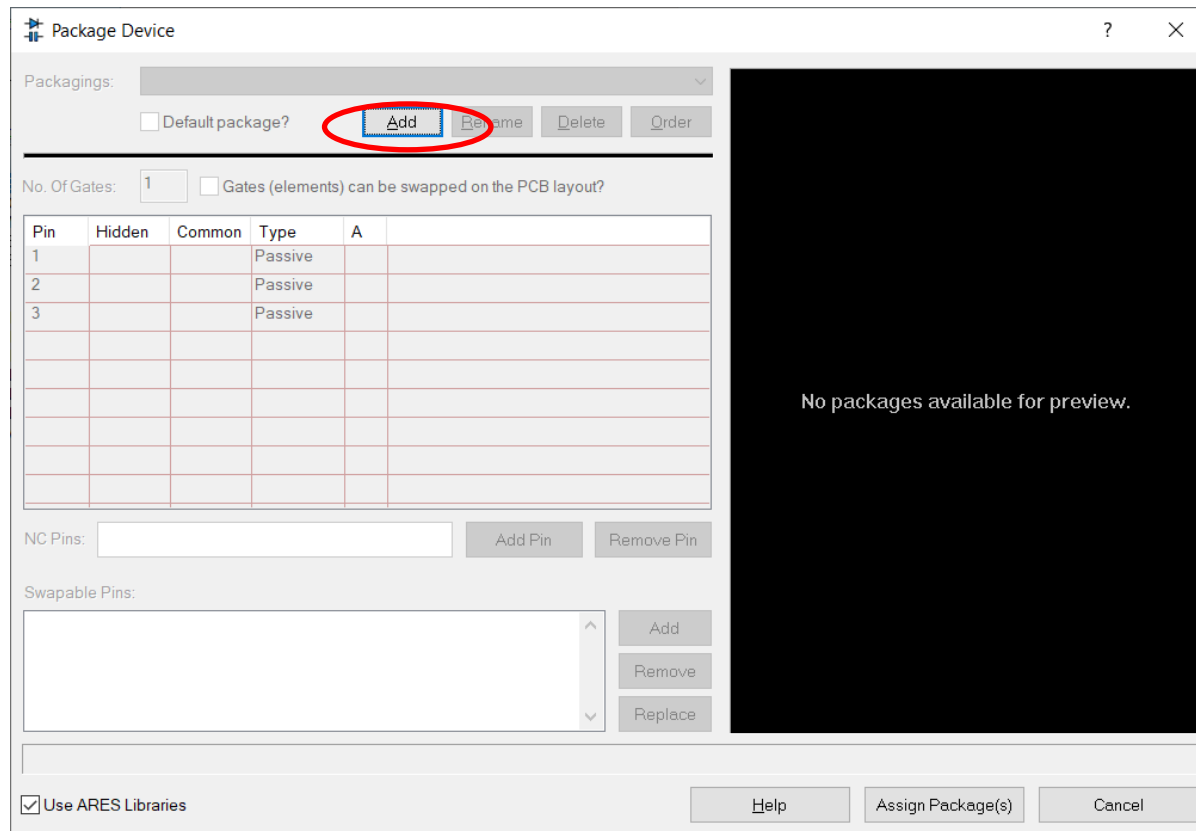 Package Device ?
Packagings:
Default package? Add Rename Delete Order
No. Of Gates: 1 Gates (elements) can be swapped on the PCB layout?
Pin Hidden Common Type A
1 Passive
2 Passive
3 Passive
No packages available for preview.
NC Pins: Add Pin Remove Pin
Swapable Pins:
Add
Remove
Replace
Use ARES Libraries Help Assign Package(s) Cancel